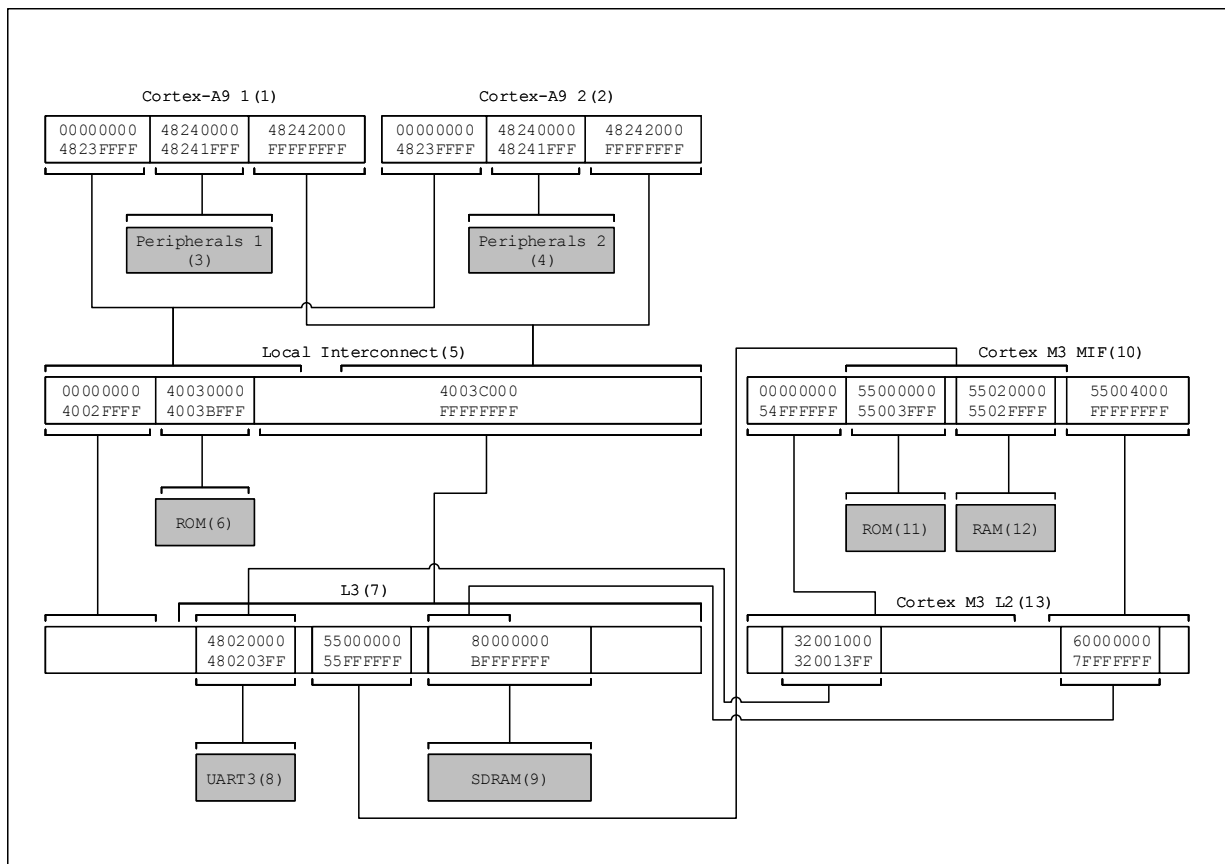 Cortex-A9 1(1)
Cortex-A9 2(2)
00000000 48240000 48242000
4823FFFF 48241FFF FFFFFFFF
00000000 48240000 48242000
4823FFFF 48241FFF FFFFFFFF
Peripherals 1
(3)
Peripherals 2
(4)
Local Interconnect(5)
Cortex M3 MIF(10)
00000000 40030000 4003C000
4002FFFF 4003BFFF FFFFFFFF
00000000 55000000 55020000 55004000
54FFFFFF 55003FFF 5502FFFF FFFFFFFF
ROM(6)
ROM(11)
RAM(12)
L3(7)
Cortex M3 L2(13)
48020000 55000000 80000000
480203FF 55FFFFFF BFFFFFFF
32001000 60000000
320013FF 7FFFFFFF
UART3(8)
SDRAM(9)